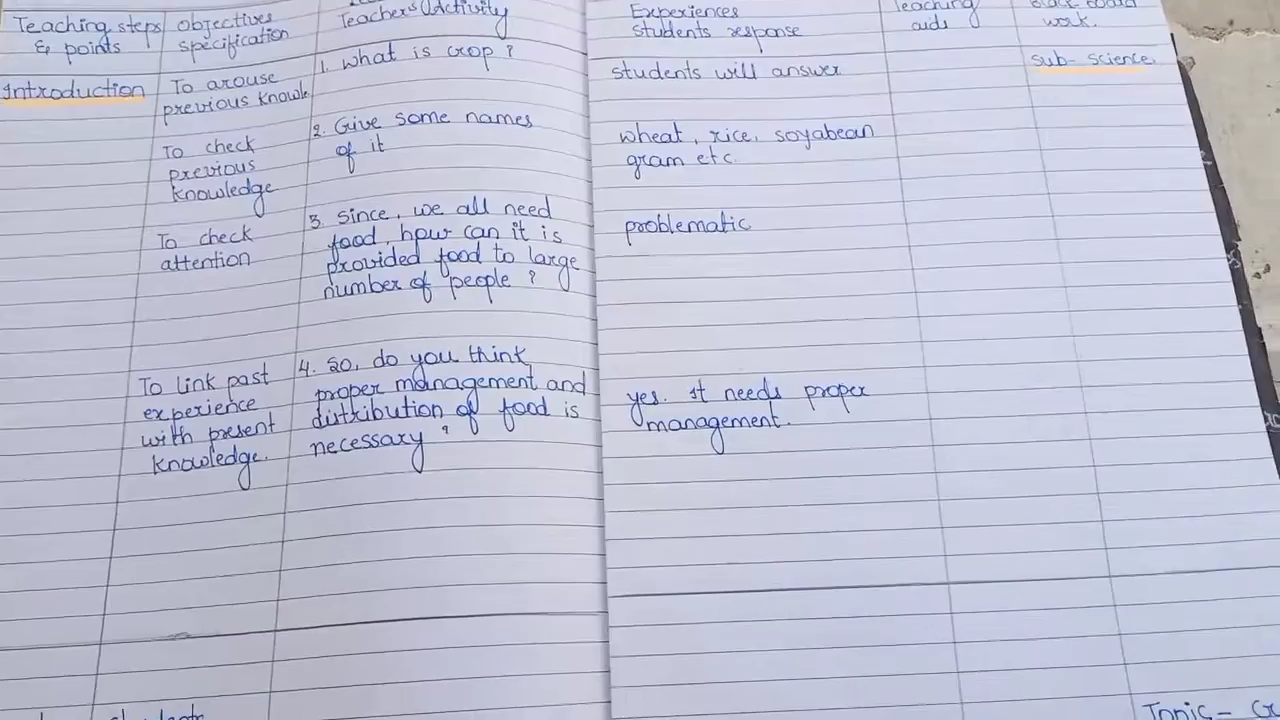 Teaching steps
& points
Objectives
specification
Teacher's Activity
Experiences
students response
Teaching
aids
Black board
work.
Introduction
To arouse
previous knowle
1. What is crop ?
students will answer
sub- science.
To check
previous
knowledge
2. Give some names
of it
wheat, rice, soyabean
gram etc.
To check
attention
3. Since, we all need
food, how can it is
provided food to large
number of people ?
problematic
To link past
experience
with present
knowledge.
4. So, do you think
proper management and
distribution of food is
necessary ?
yes. It needs proper
management.
students
Topic -